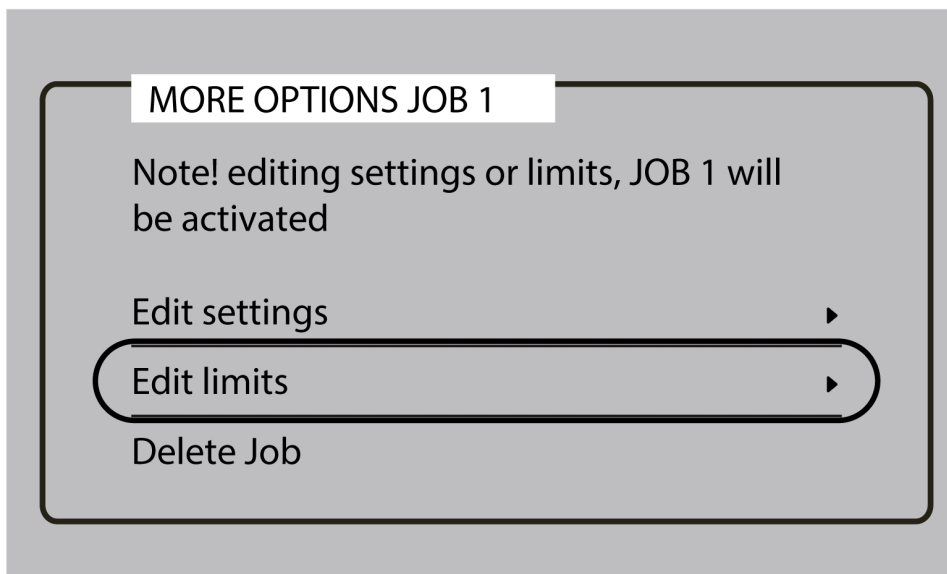 MORE OPTIONS JOB 1
Note! editing settings or limits, JOB 1 will
be activated
Edit settings
Edit limits
Delete Job